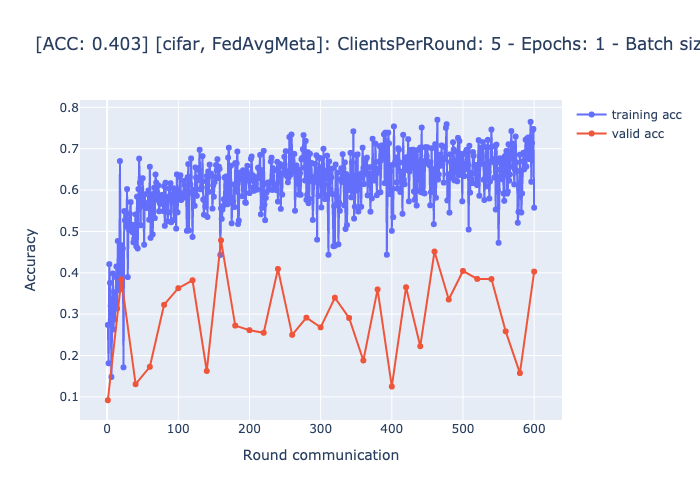 [ACC: 0.403] [cifar, FedAvgMeta]: ClientsPerRound: 5 - Epochs: 1 - Batch siz
training acc
valid acc
Accuracy
0.8
0.7
0.6
0.5
0.4
0.3
0.2
0.1
0 100 200 300 400 500 600
Round communication